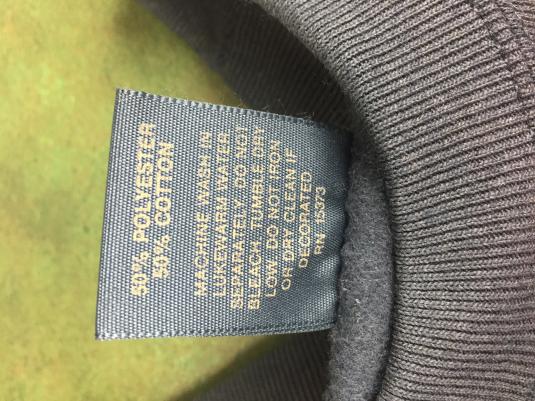 50% POLYESTER
50% COTTON
MACHINE WASH IN
LUKEWARM WATER
SEPARATELY DO NOT
BLEACH TUMBLE DRY
LOW DO NOT IRON
OR DRY CLEAN IF
DECORATED
RN 15373